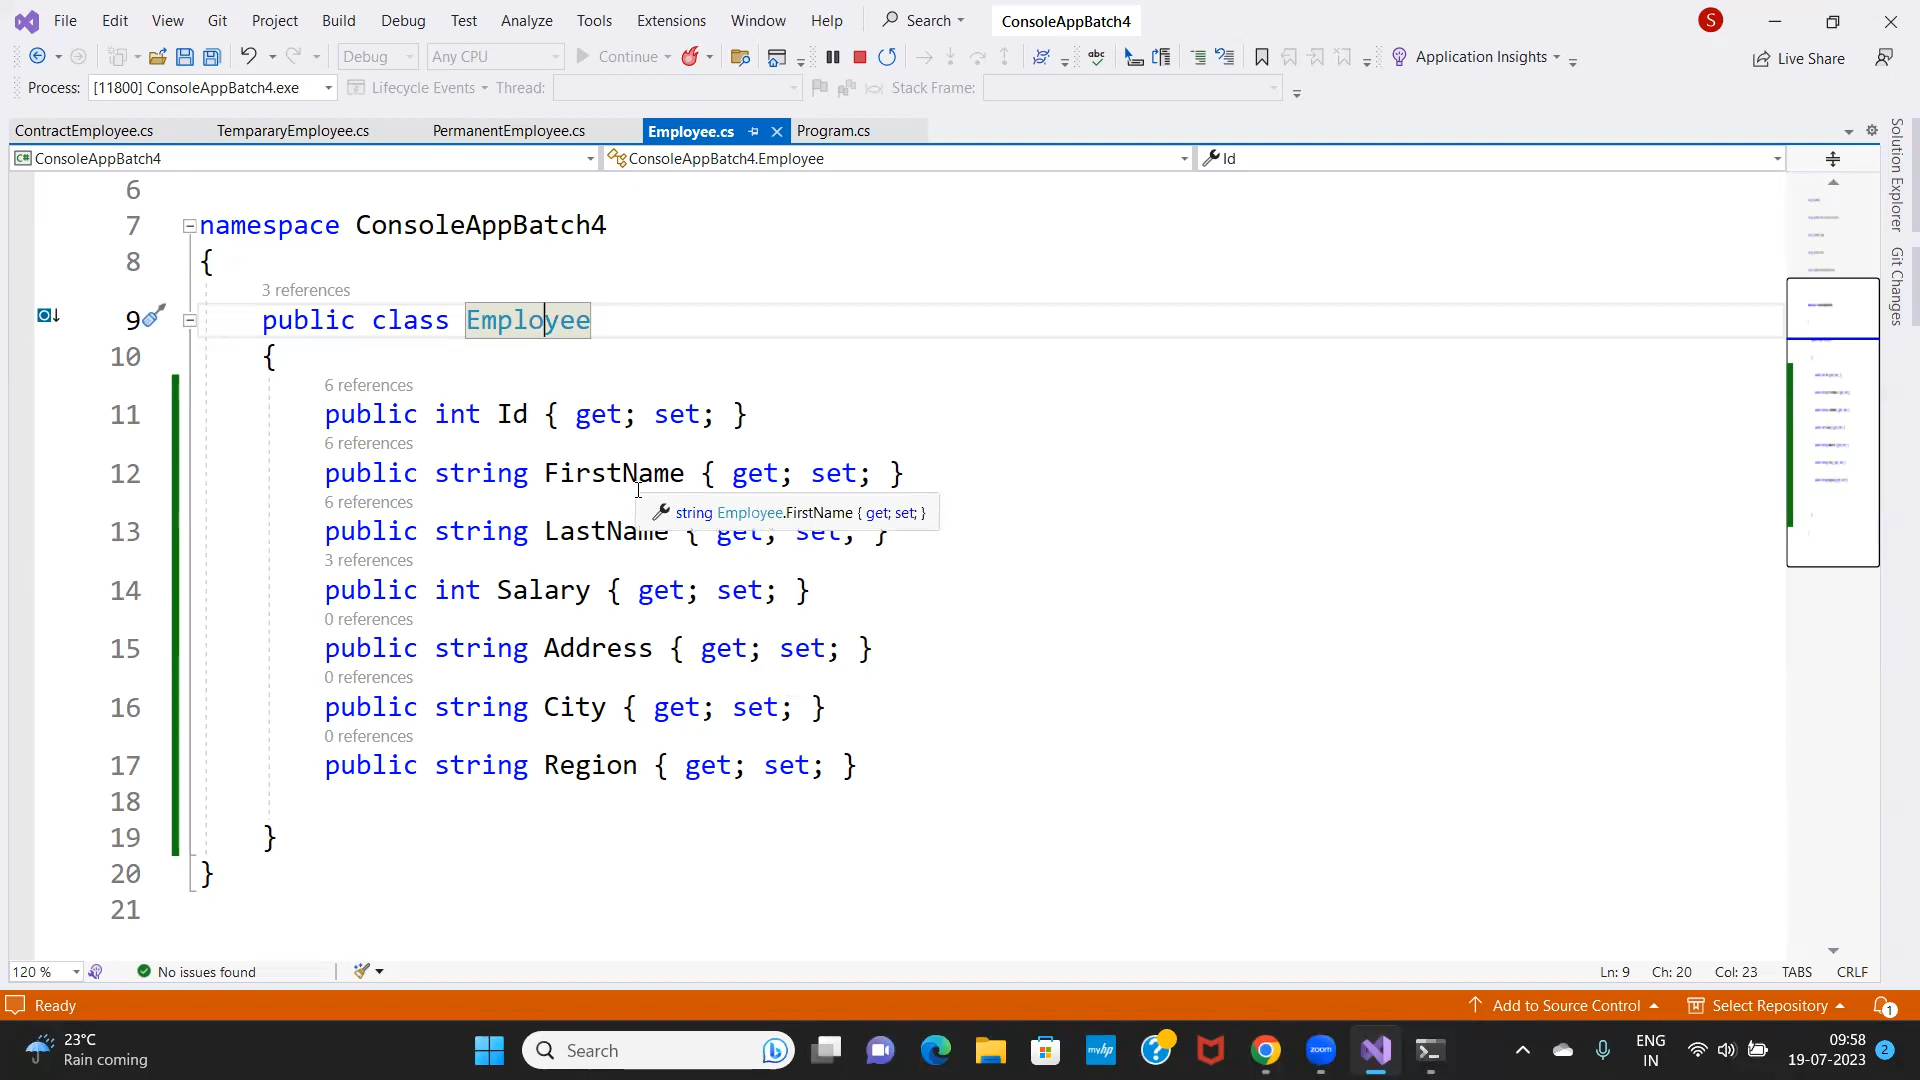 File Edit View Git Project Build Debug Test Analyze Tools Extensions Window Help Search ConsoleAppBatch4 S
Debug Any CPU Continue abc Application Insights Live Share
Process: [11800] ConsoleAppBatch4.exe Lifecycle Events Thread: Stack Frame:
ContractEmployee.cs TempararyEmployee.cs PermanentEmployee.cs Employee.cs Program.cs
C# ConsoleAppBatch4 ConsoleAppBatch4.Employee Id
Solution Explorer
Git Changes
6
7 namespace ConsoleAppBatch4
8 {
3 references
9 public class Employee
10 {
6 references
11 public int Id { get; set; }
6 references
12 public string FirstName { get; set; }
6 references
string Employee.FirstName { get; set; }
13 public string LastName { get; set; }
3 references
14 public int Salary { get; set; }
0 references
15 public string Address { get; set; }
0 references
16 public string City { get; set; }
0 references
17 public string Region { get; set; }
18
19 }
20 }
21
120 % No issues found Ln: 9 Ch: 20 Col: 23 TABS CRLF
Ready Add to Source Control Select Repository 1
23°C
Rain coming
Search
myhp
zoom
ENG
IN
09:58
19-07-2023
2